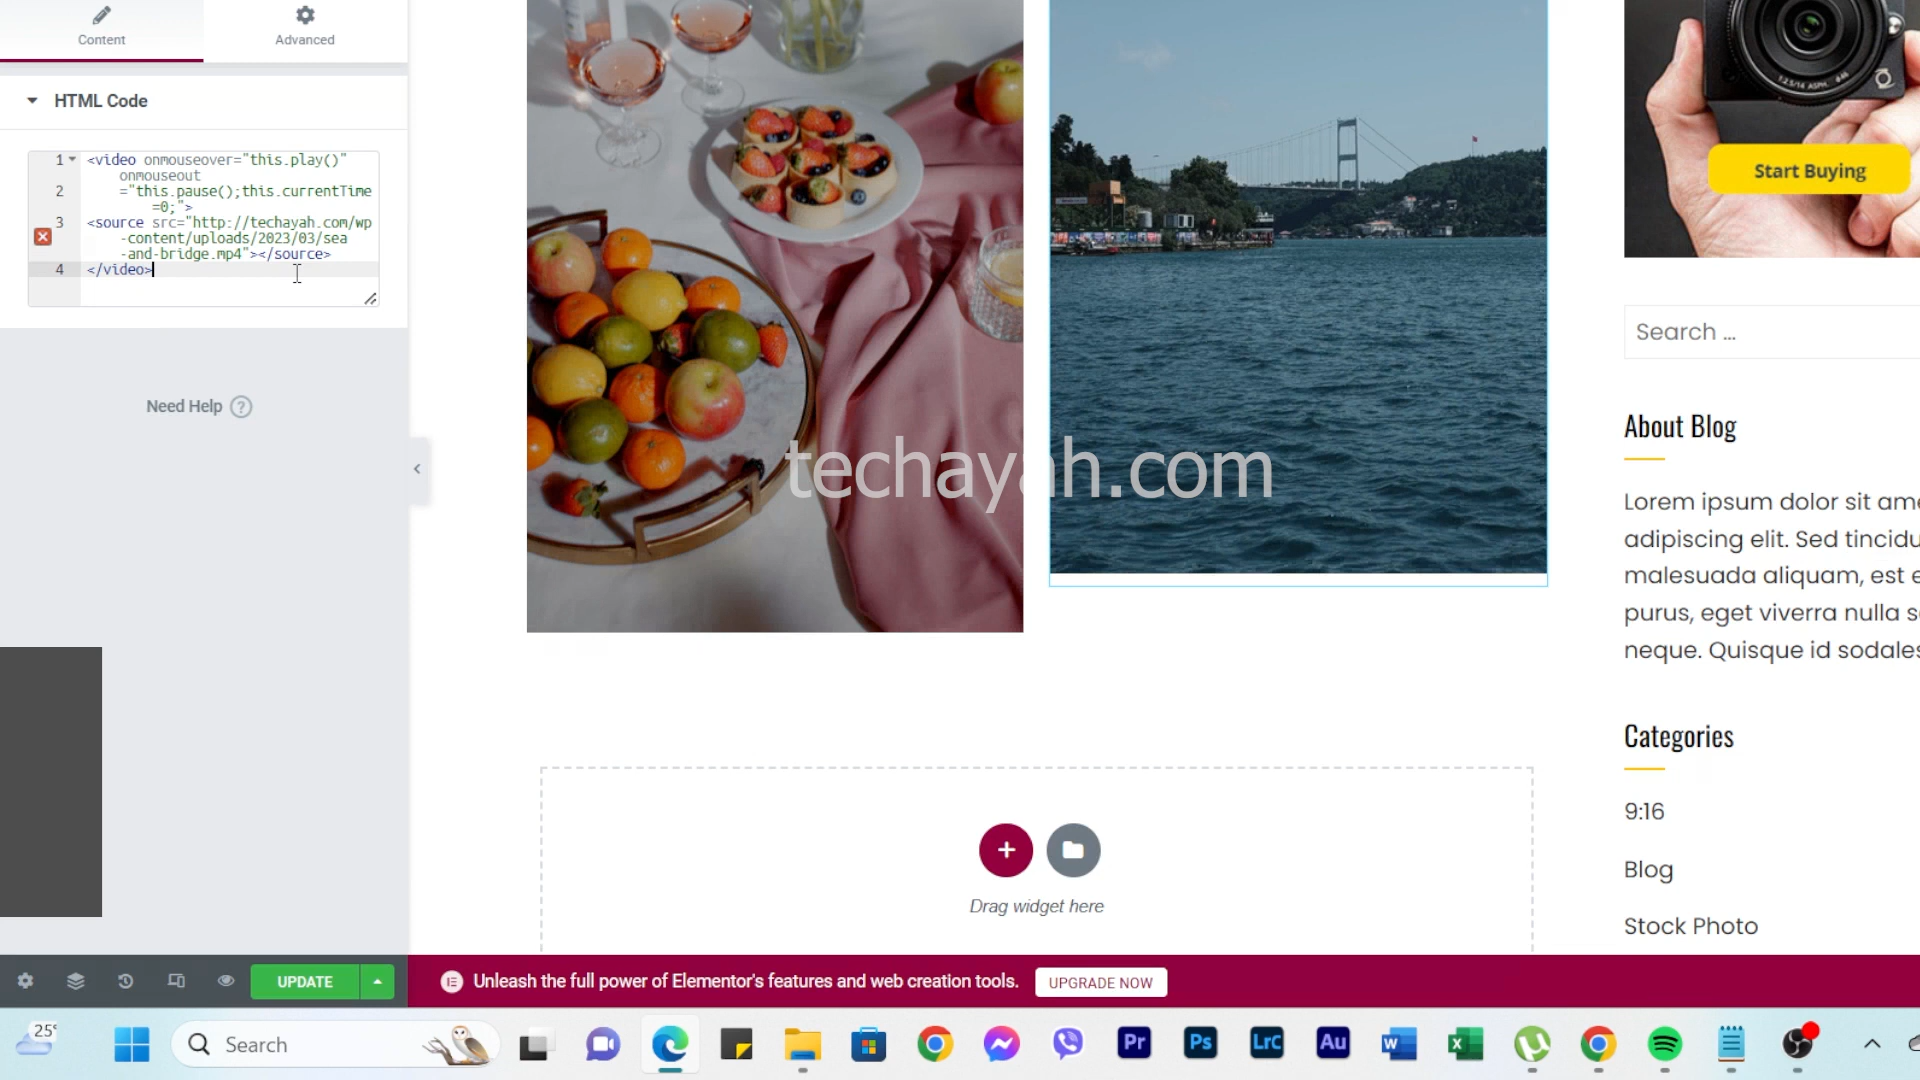 Content
Advanced
HTML Code
1 <video onmouseover="this.play()"
onmouseout
2 ="this.pause();this.currentTime
=0;">
3 <source src="http://techayah.com/wp
-content/uploads/2023/03/sea
-and-bridge.mp4"></source>
4 </video>
Need Help ?
techayah.com
Start Buying
Search ...
About Blog
Lorem ipsum dolor sit ame
adipiscing elit. Sed tincidu
malesuada aliquam, est e
purus, eget viverra nulla s
neque. Quisque id sodales
Categories
9:16
Blog
Stock Photo
Drag widget here
UPDATE
Unleash the full power of Elementor's features and web creation tools.
UPGRADE NOW
25°
Search
Pr
Ps
LrC
Au
W
X